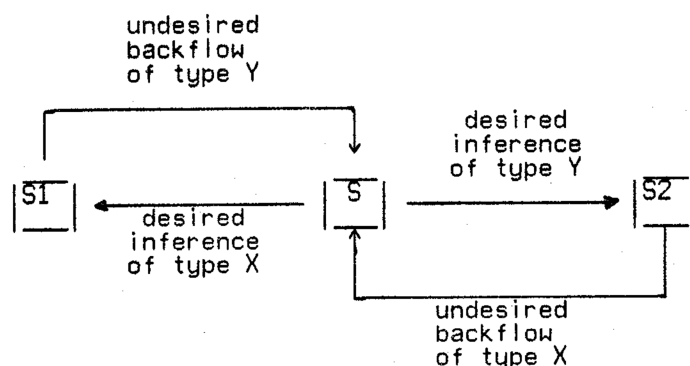 undesired
backflow
of type Y
desired
inference
of type Y
S1
S
S2
desired
inference
of type X
undesired
backflow
of type X